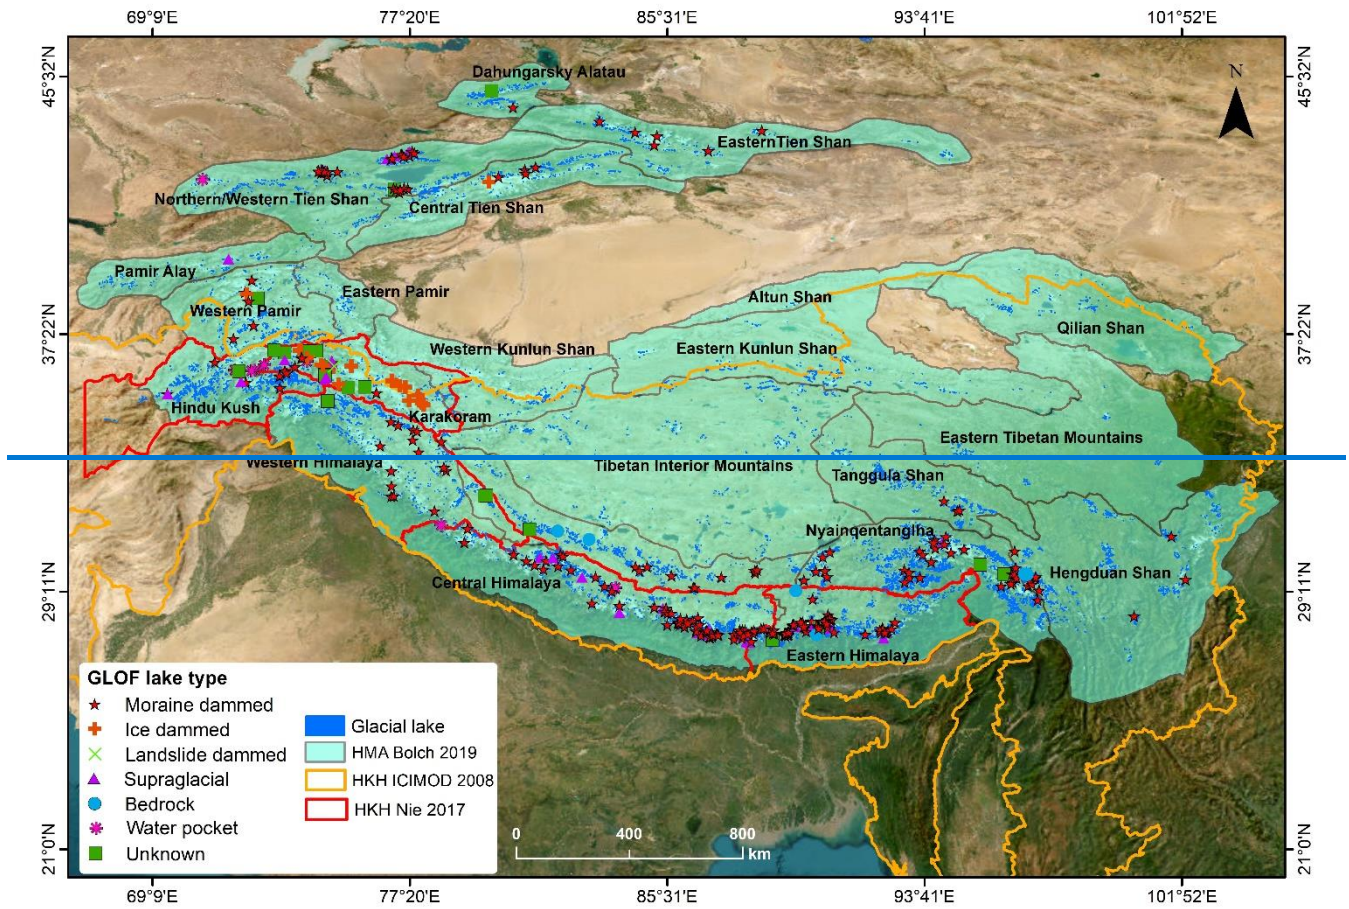 69°9'E 77°20'E 85°31'E 93°41'E 101°52'E
45°32'N 45°32'N
N
Dahungarsky Alatau
EasternTien Shan
Northern/Western Tien Shan
Central Tien Shan
Pamir Alay
Eastern Pamir
Western Pamir
Altun Shan
Qilian Shan
37°22'N 37°22'N
Western Kunlun Shan
Eastern Kunlun Shan
Hindu Kush
Karakoram
Eastern Tibetan Mountains
Western Himalaya
Tibetan Interior Mountains
Tanggula Shan
Nyainqentanglha
Central Himalaya
Hengduan Shan
29°11'N 29°11'N
Eastern Himalaya
GLOF lake type
Moraine dammed
Ice dammed
Landslide dammed
Supraglacial
Bedrock
Water pocket
Unknown
Glacial lake
HMA Bolch 2019
HKH ICIMOD 2008
HKH Nie 2017
0 400 800
km
21°0'N 21°0'N
69°9'E 77°20'E 85°31'E 93°41'E 101°52'E